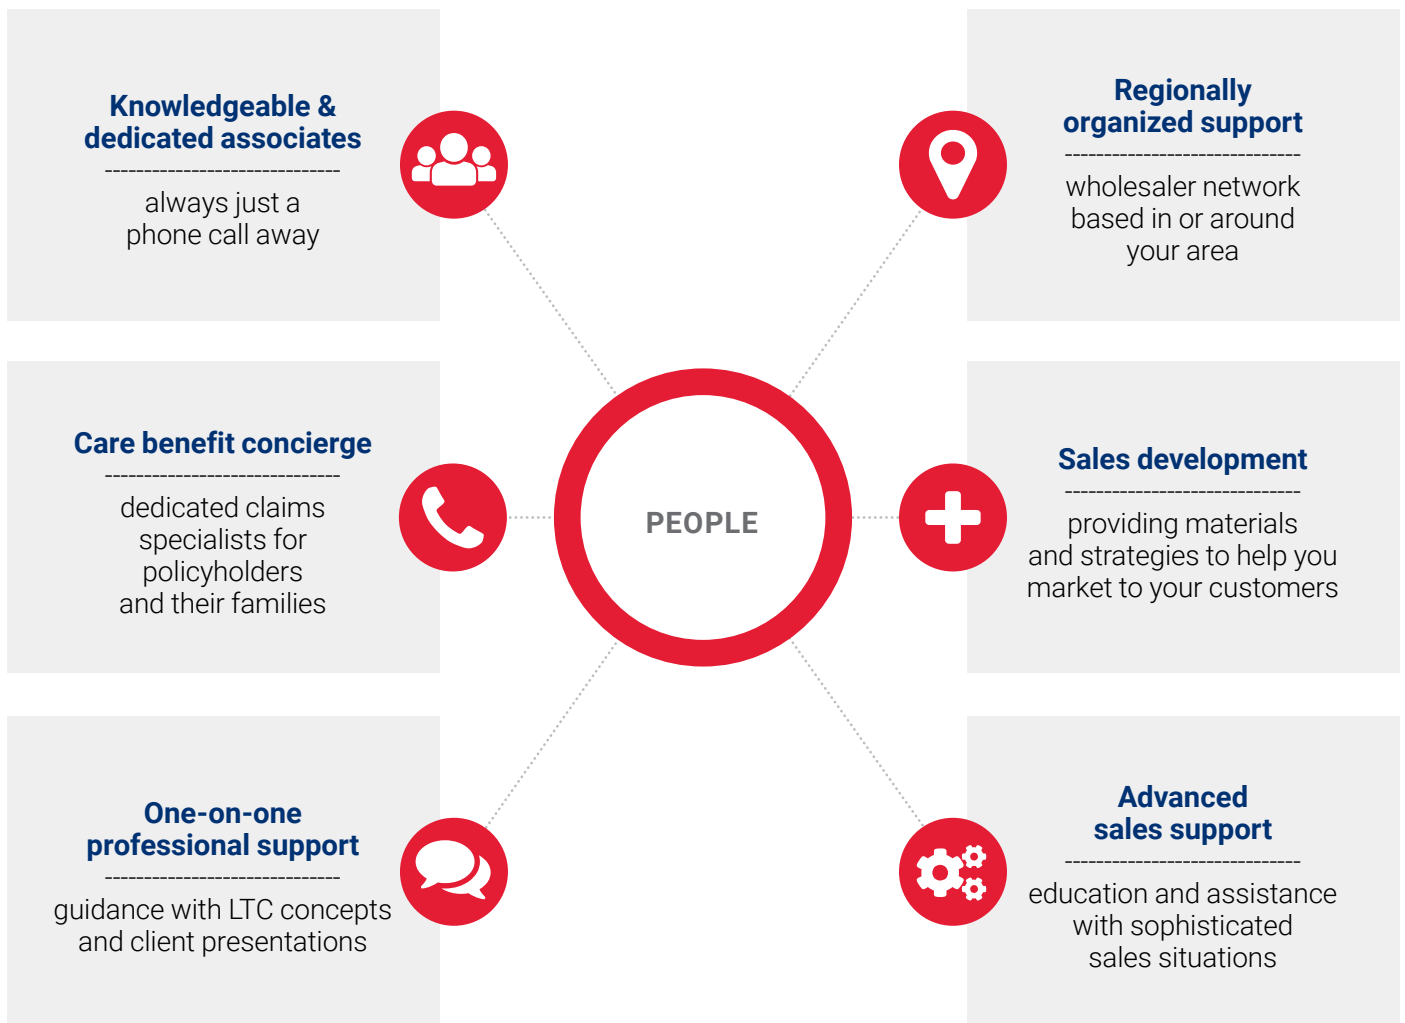 Knowledgeable &
dedicated associates
------------------------------
always just a
phone call away
Regionally
organized support
------------------------------
wholesaler network
based in or around
your area
Care benefit concierge
------------------------------
dedicated claims
specialists for
policyholders
and their families
PEOPLE
Sales development
------------------------------
providing materials
and strategies to help you
market to your customers
One-on-one
professional support
------------------------------
guidance with LTC concepts
and client presentations
Advanced
sales support
------------------------------
education and assistance
with sophisticated
sales situations